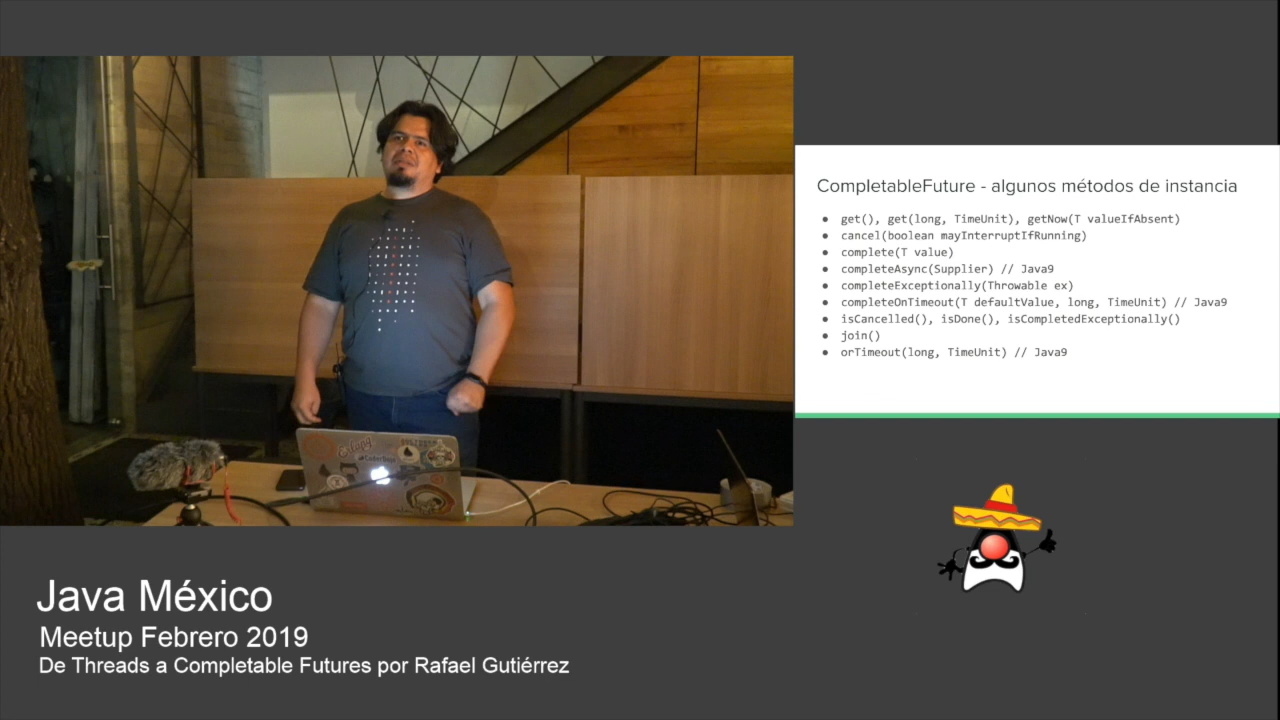 CompletableFuture - algunos métodos de instancia
● get(), get(long, TimeUnit), getNow(T valueIfAbsent)
● cancel(boolean mayInterruptIfRunning)
● complete(T value)
● completeAsync(Supplier) // Java9
● completeExceptionally(Throwable ex)
● completeOnTimeout(T defaultValue, long, TimeUnit) // Java9
● isCancelled(), isDone(), isCompletedExceptionally()
● join()
● orTimeout(long, TimeUnit) // Java9
Erlang
CoderDojo
Java México
Meetup Febrero 2019
De Threads a Completable Futures por Rafael Gutiérrez